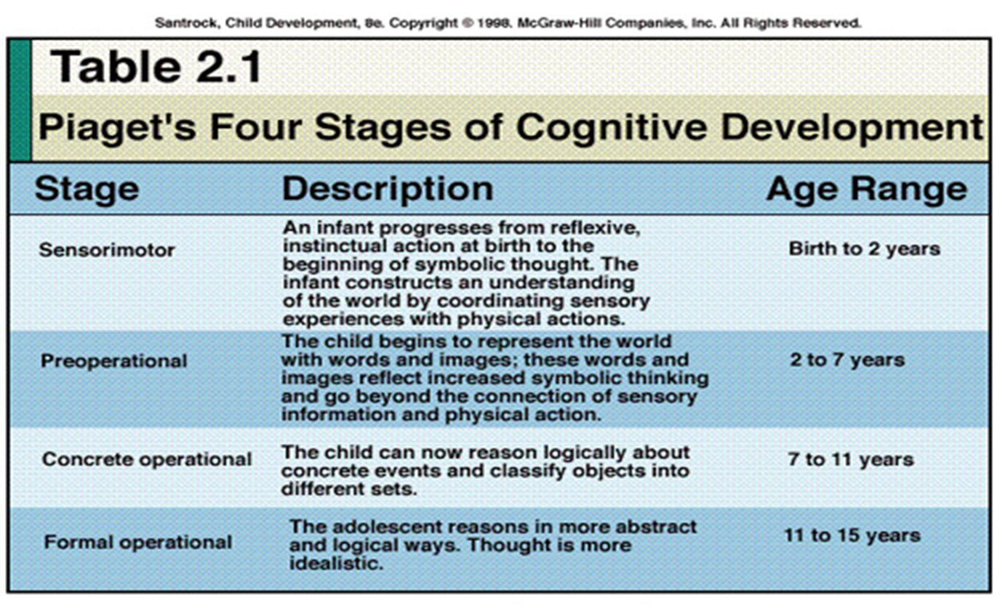 Santrock, Child Development, 8e. Copyright © 1998. McGraw-Hill Companies, Inc. All Rights Reserved.
Table 2.1
Piaget's Four Stages of Cognitive Development
Stage Description Age Range
Sensorimotor
An infant progresses from reflexive,
instinctual action at birth to the
beginning of symbolic thought. The
infant constructs an understanding
of the world by coordinating sensory
experiences with physical actions.
Birth to 2 years
Preoperational
The child begins to represent the world
with words and images; these words and
images reflect increased symbolic thinking
and go beyond the connection of sensory
information and physical action.
2 to 7 years
Concrete operational
The child can now reason logically about
concrete events and classify objects into
different sets.
7 to 11 years
Formal operational
The adolescent reasons in more abstract
and logical ways. Thought is more
idealistic.
11 to 15 years